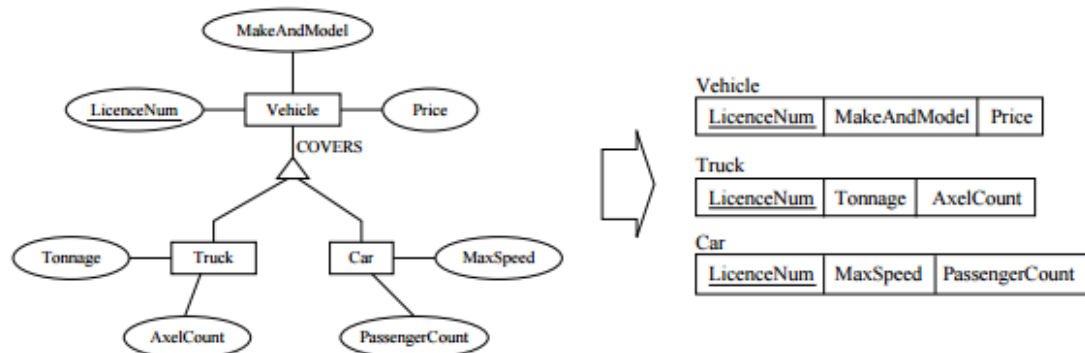 MakeAndModel
LicenceNum
Vehicle
Price
COVERS
Tonnage
Truck
Car
MaxSpeed
AxelCount
PassengerCount
Vehicle
LicenceNum MakeAndModel Price
Truck
LicenceNum Tonnage AxelCount
Car
LicenceNum MaxSpeed PassengerCount